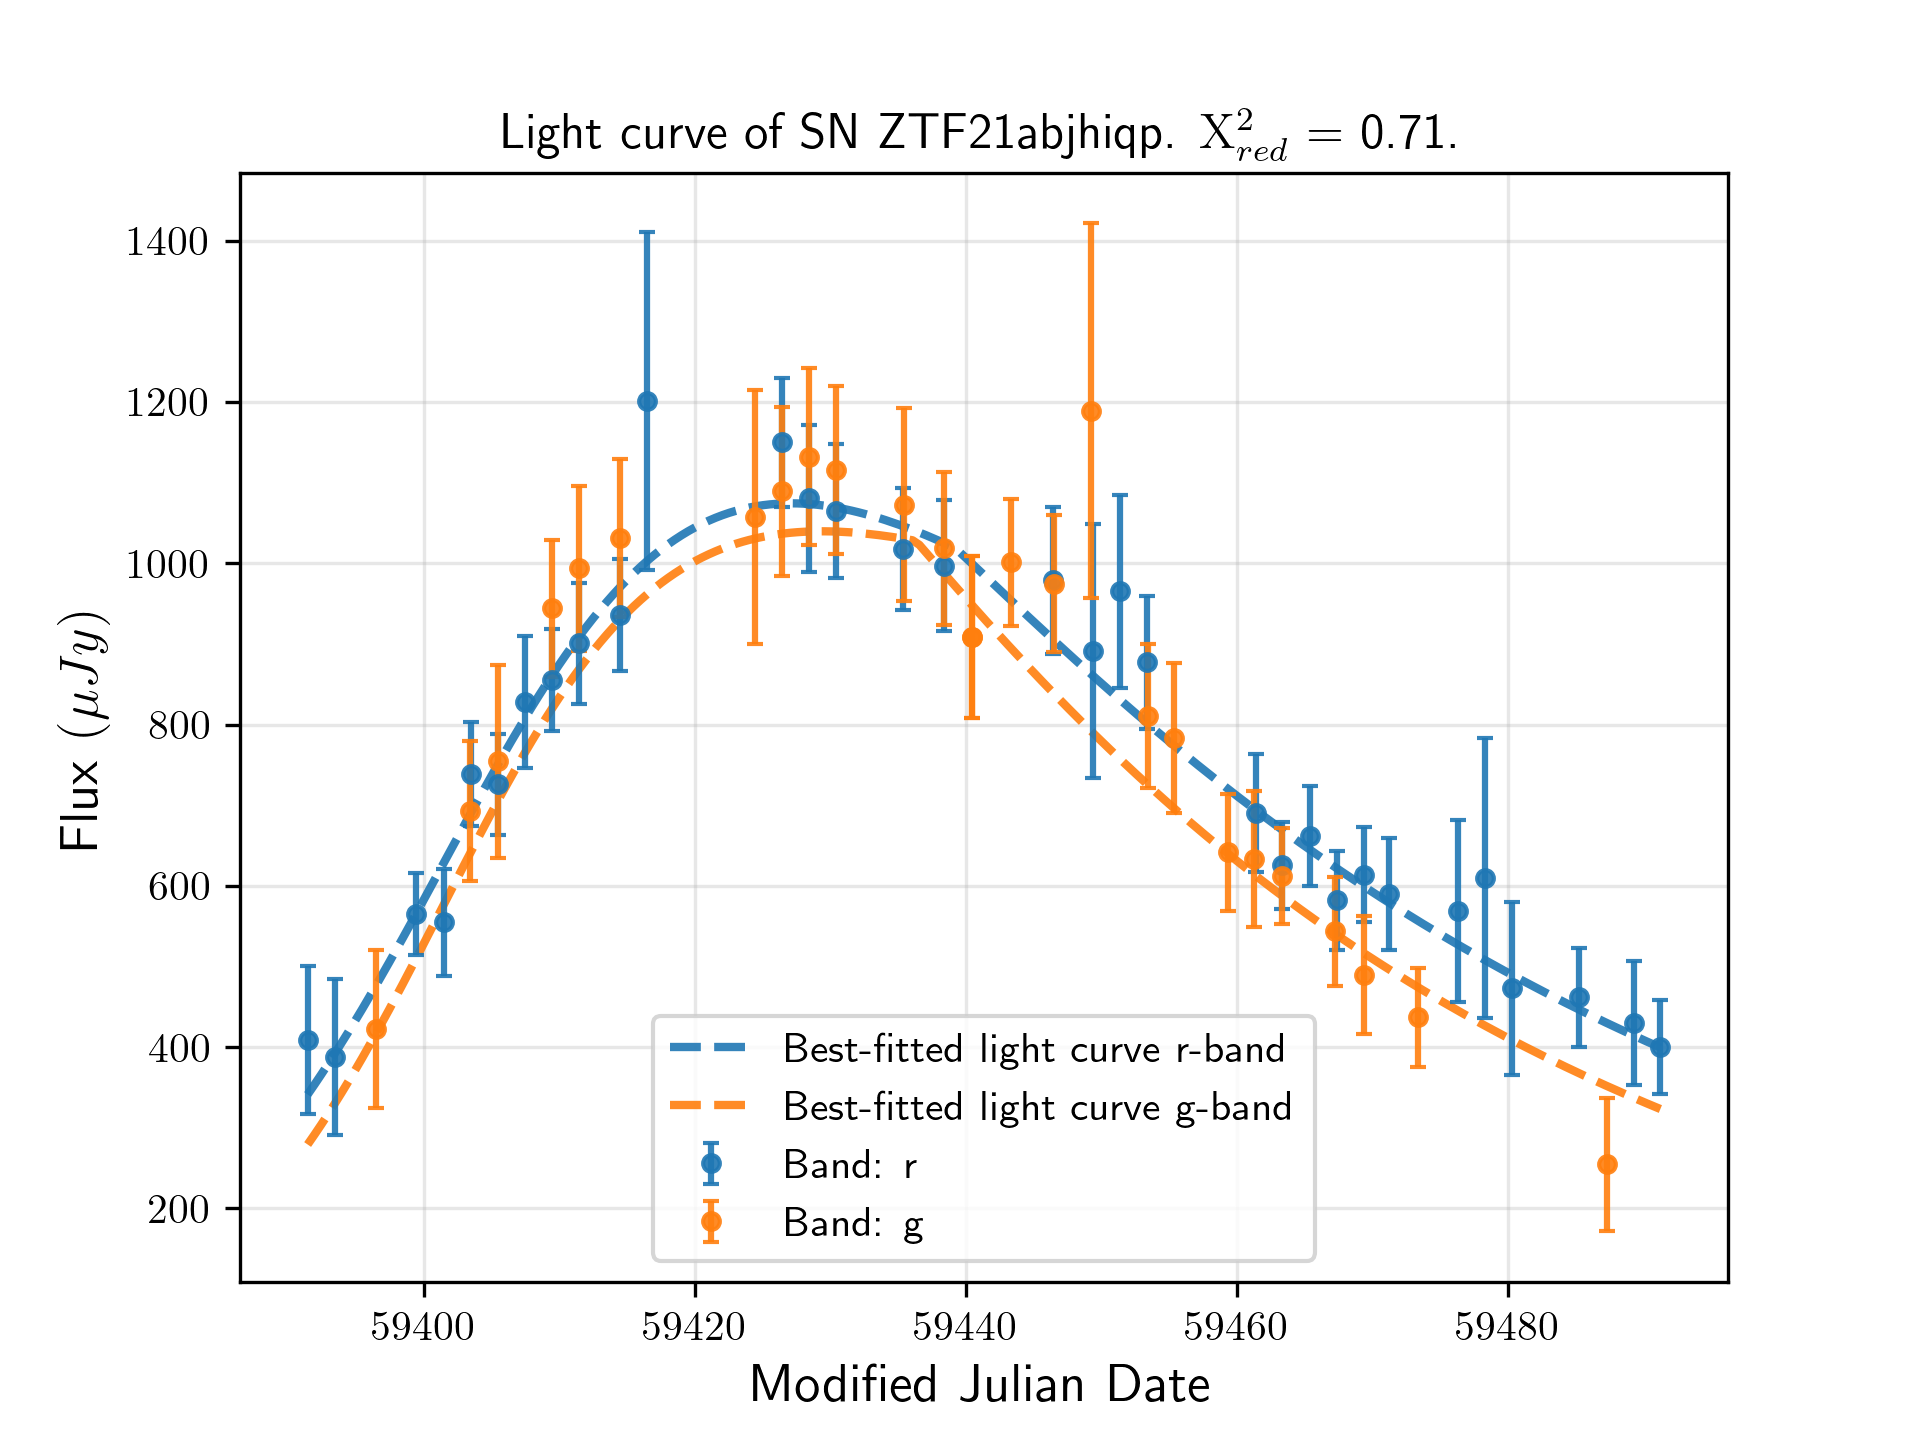 Light curve of SN ZTF21abjhiqp. X²_red = 0.71.
Flux (μJy)
1400
1200
1000
800
600
400
200
Best-fitted light curve r-band
Best-fitted light curve g-band
Band: r
Band: g
59400 59420 59440 59460 59480
Modified Julian Date